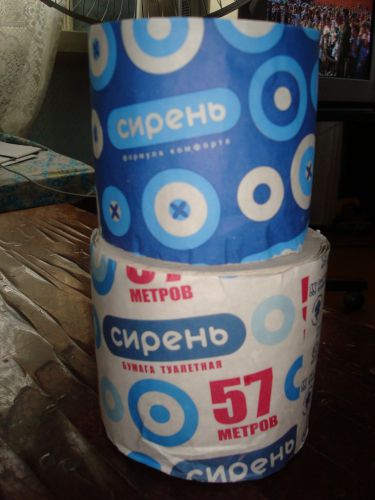 сирень
формула комфорта
57
МЕТРОВ
сирень
БУМАГА ТУАЛЕТНАЯ
57
МЕТРОВ
сирень